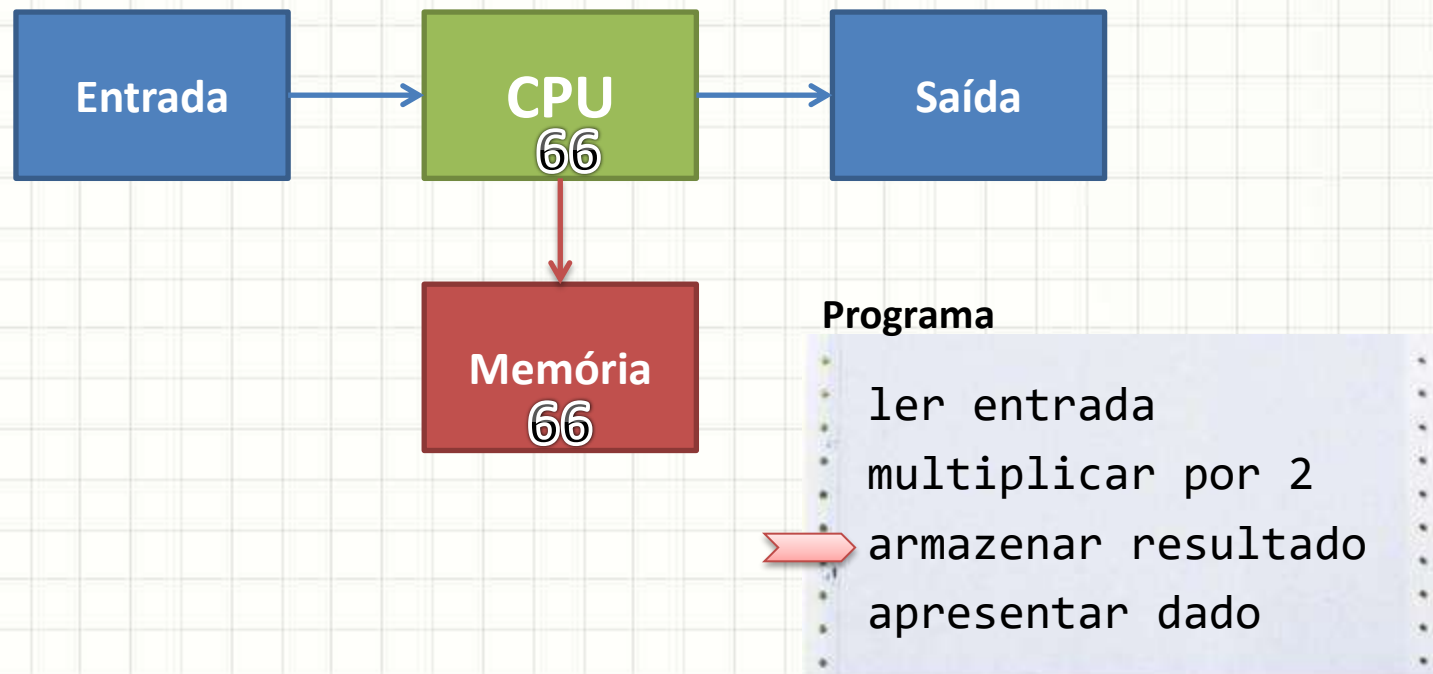 Entrada
CPU
66
Saída
Memória
66
Programa
ler entrada
multiplicar por 2
armazenar resultado
apresentar dado